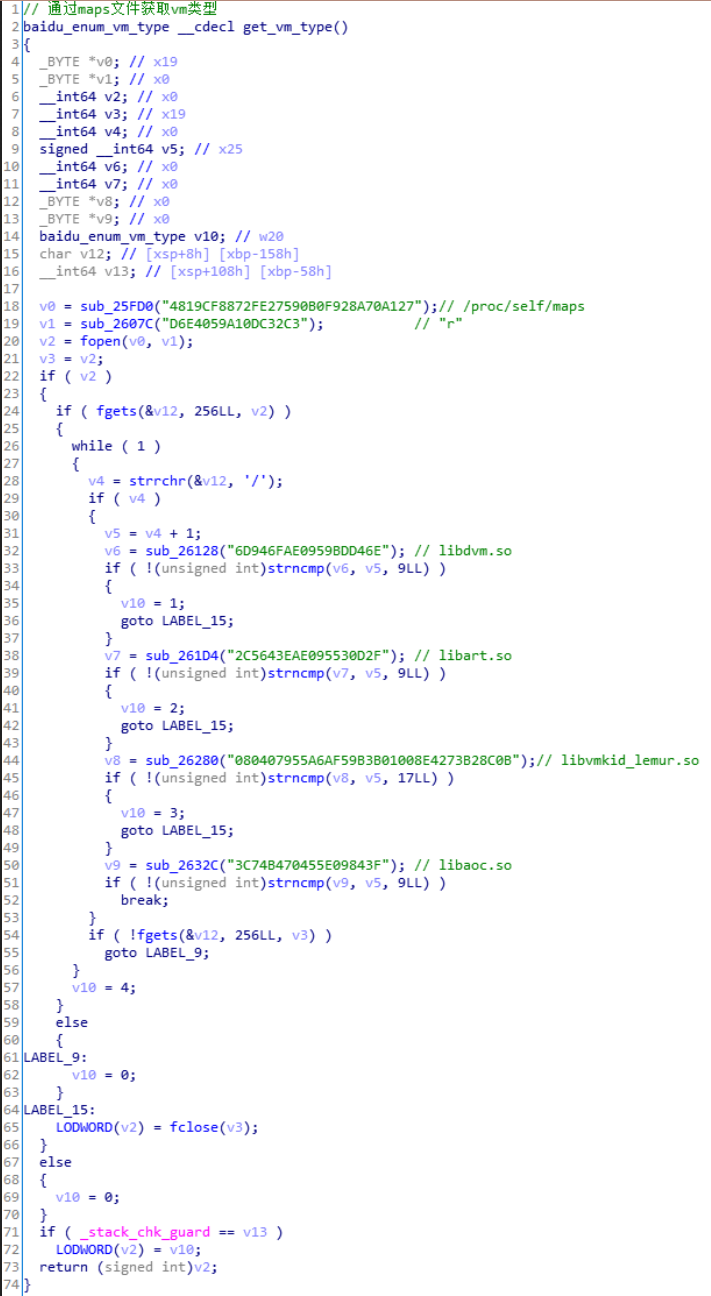 1 // 通过maps文件获取vm类型
2 baidu_enum_vm_type __cdecl get_vm_type()
3 {
4 _BYTE *v0; // x19
5 _BYTE *v1; // x0
6 __int64 v2; // x0
7 __int64 v3; // x19
8 __int64 v4; // x0
9 signed __int64 v5; // x25
10 __int64 v6; // x0
11 __int64 v7; // x0
12 _BYTE *v8; // x0
13 _BYTE *v9; // x0
14 baidu_enum_vm_type v10; // w20
15 char v12; // [xsp+8h] [xbp-158h]
16 __int64 v13; // [xsp+108h] [xbp-58h]
17
18 v0 = sub_25FD0("4819CF8872FE27590B0F928A70A127");// /proc/self/maps
19 v1 = sub_2607C("D6E4059A10DC32C3"); // "r"
20 v2 = fopen(v0, v1);
21 v3 = v2;
22 if ( v2 )
23 {
24 if ( fgets(&v12, 256LL, v2) )
25 {
26 while ( 1 )
27 {
28 v4 = strrchr(&v12, '/');
29 if ( v4 )
30 {
31 v5 = v4 + 1;
32 v6 = sub_26128("6D946FAE0959BDD46E"); // libdvm.so
33 if ( !(unsigned int)strncmp(v6, v5, 9LL) )
34 {
35 v10 = 1;
36 goto LABEL_15;
37 }
38 v7 = sub_261D4("2C5643EAE095530D2F"); // libart.so
39 if ( !(unsigned int)strncmp(v7, v5, 9LL) )
40 {
41 v10 = 2;
42 goto LABEL_15;
43 }
44 v8 = sub_26280("080407955A6AF59B3B01008E4273B28C0B");// libvmkid_lemur.so
45 if ( !(unsigned int)strncmp(v8, v5, 17LL) )
46 {
47 v10 = 3;
48 goto LABEL_15;
49 }
50 v9 = sub_2632C("3C74B470455E09843F"); // libaoc.so
51 if ( !(unsigned int)strncmp(v9, v5, 9LL) )
52 break;
53 }
54 if ( !fgets(&v12, 256LL, v3) )
55 goto LABEL_9;
56 }
57 v10 = 4;
58 }
59 else
60 {
61 LABEL_9:
62 v10 = 0;
63 }
64 LABEL_15:
65 LODWORD(v2) = fclose(v3);
66 }
67 else
68 {
69 v10 = 0;
70 }
71 if ( _stack_chk_guard == v13 )
72 LODWORD(v2) = v10;
73 return (signed int)v2;
74 }